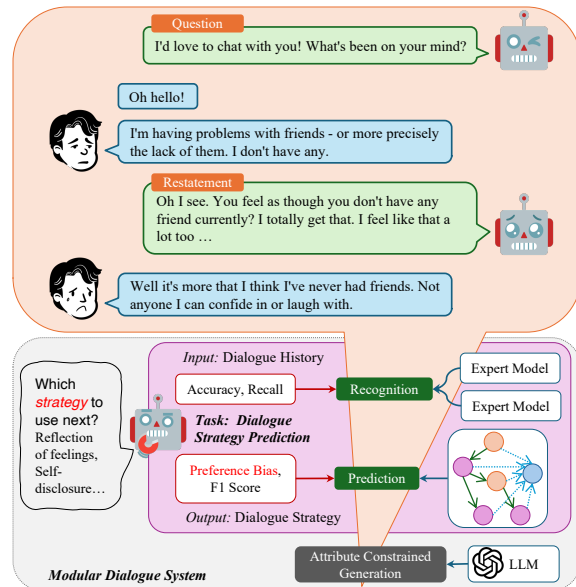 Question
I'd love to chat with you! What's been on your mind?
Oh hello!
I'm having problems with friends - or more precisely
the lack of them. I don't have any.
Restatement
Oh I see. You feel as though you don't have any
friend currently? I totally get that. I feel like that a
lot too …
Well it's more that I think I've never had friends. Not
anyone I can confide in or laugh with.
Which
strategy to
use next?
Reflection
of feelings,
Self-
disclosure…
Input: Dialogue History
Accuracy, Recall
Recognition
Expert Model
Expert Model
Task: Dialogue
Strategy Prediction
Preference Bias,
F1 Score
Prediction
Output: Dialogue Strategy
Attribute Constrained
Generation
LLM
Modular Dialogue System